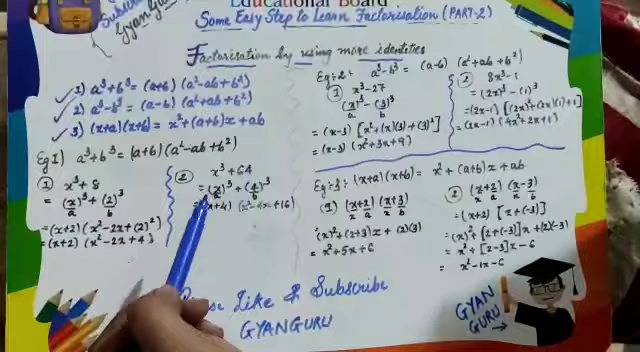 Educational Board
Subscribe
GyanGuru
Some Easy Step to Learn Factorisation (PART-2)
Factorisation by using more identities
1) a³+b³ = (a+b) (a²-ab+b²)
2) a³-b³ = (a-b) (a²+ab+b²)
3) (x+a)(x+b) = x²+(a+b)x+ab
Eg 1) a³+b³ = (a+b) (a²-ab+b²)
① x³+8
= (x)³ + (2)³
a b
= (x+2) (x²-2x+(2)²)
= (x+2) (x²-2x+4)
② x³+64
= (x)³ + (4)³
a b
= (x+4) (x²-4x+16)
Eg:-2:- a³-b³ = (a-b) (a²+ab+b²)
① x³-27
(x)³ - (3)³
a b
= (x-3) [x²+(x)(3)+(3)²]
= (x-3) (x²+3x+9)
② 8x³-1
= (2x)³-(1)³
= (2x-1) [(2x)²+(2x)(1)+1]
= (2x-1) (4x²+2x+1)
Eg:-3:- (x+a)(x+b) = x²+(a+b)x+ab
① (x+2) (x+3)
x a x b
= (x)²+(2+3)x+(2)(3)
= x²+5x+6
② (x+2) (x-3)
x a x b
= (x+2) [x+(-3)]
= (x)²+[2+(-3)]x+(2)(-3)
= x²+[2-3]x-6
= x²-1x-6
Like & Subscribe
GYANGURU
GYAN
GURU